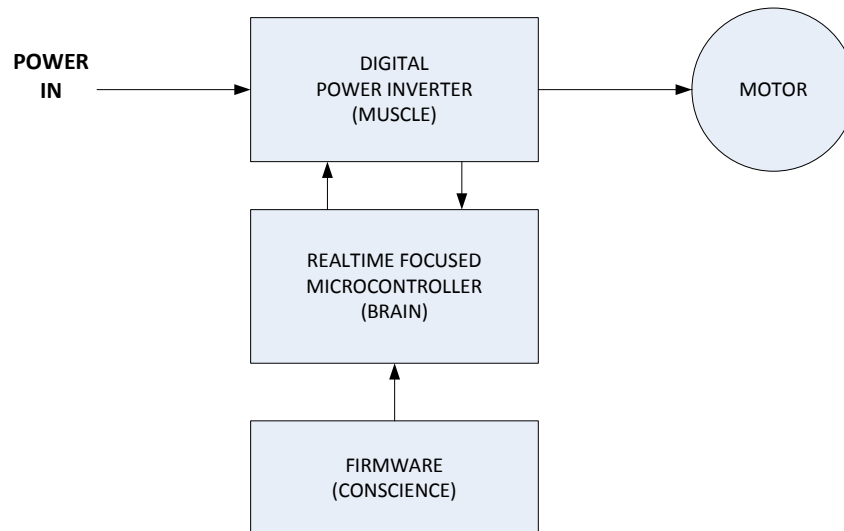 POWER
IN
DIGITAL
POWER INVERTER
(MUSCLE)
MOTOR
REALTIME FOCUSED
MICROCONTROLLER
(BRAIN)
FIRMWARE
(CONSCIENCE)